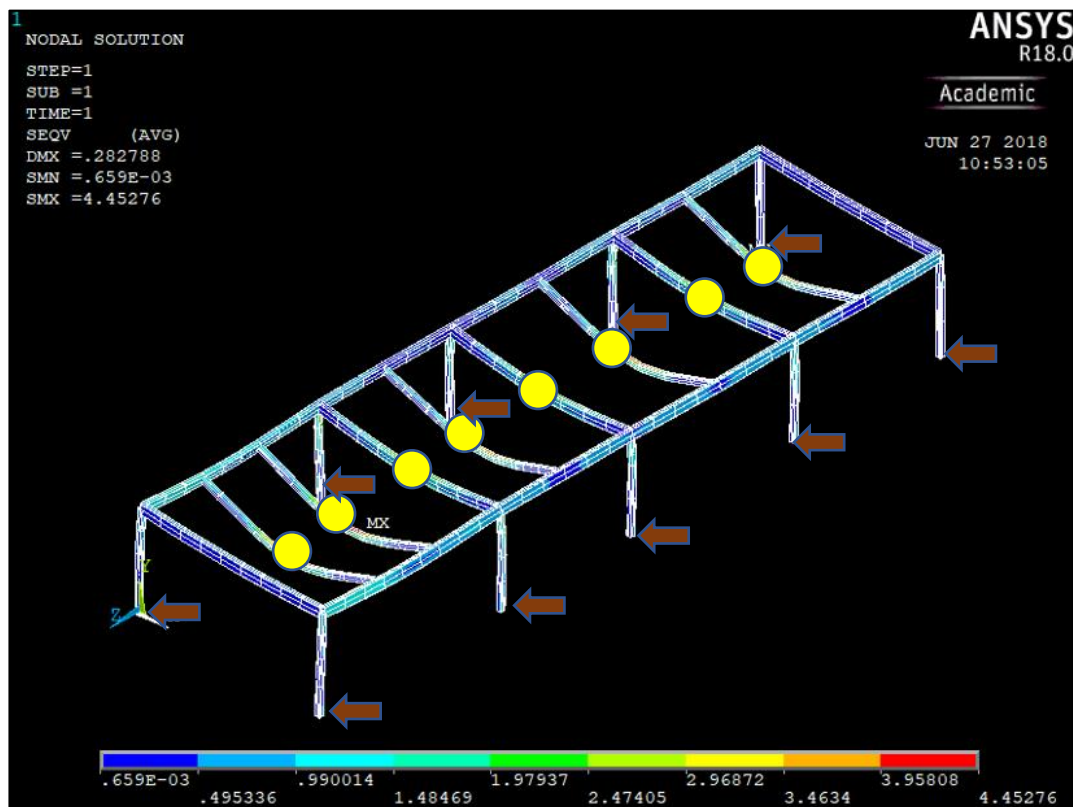 1
NODAL SOLUTION
STEP=1
SUB =1
TIME=1
SEQV (AVG)
DMX =.282788
SMN =.659E-03
SMX =4.45276
ANSYS
R18.0
Academic
JUN 27 2018
10:53:05
MX
Y
Z
.659E-03 .990014 1.97937 2.96872 3.95808
.495336 1.48469 2.47405 3.4634 4.45276